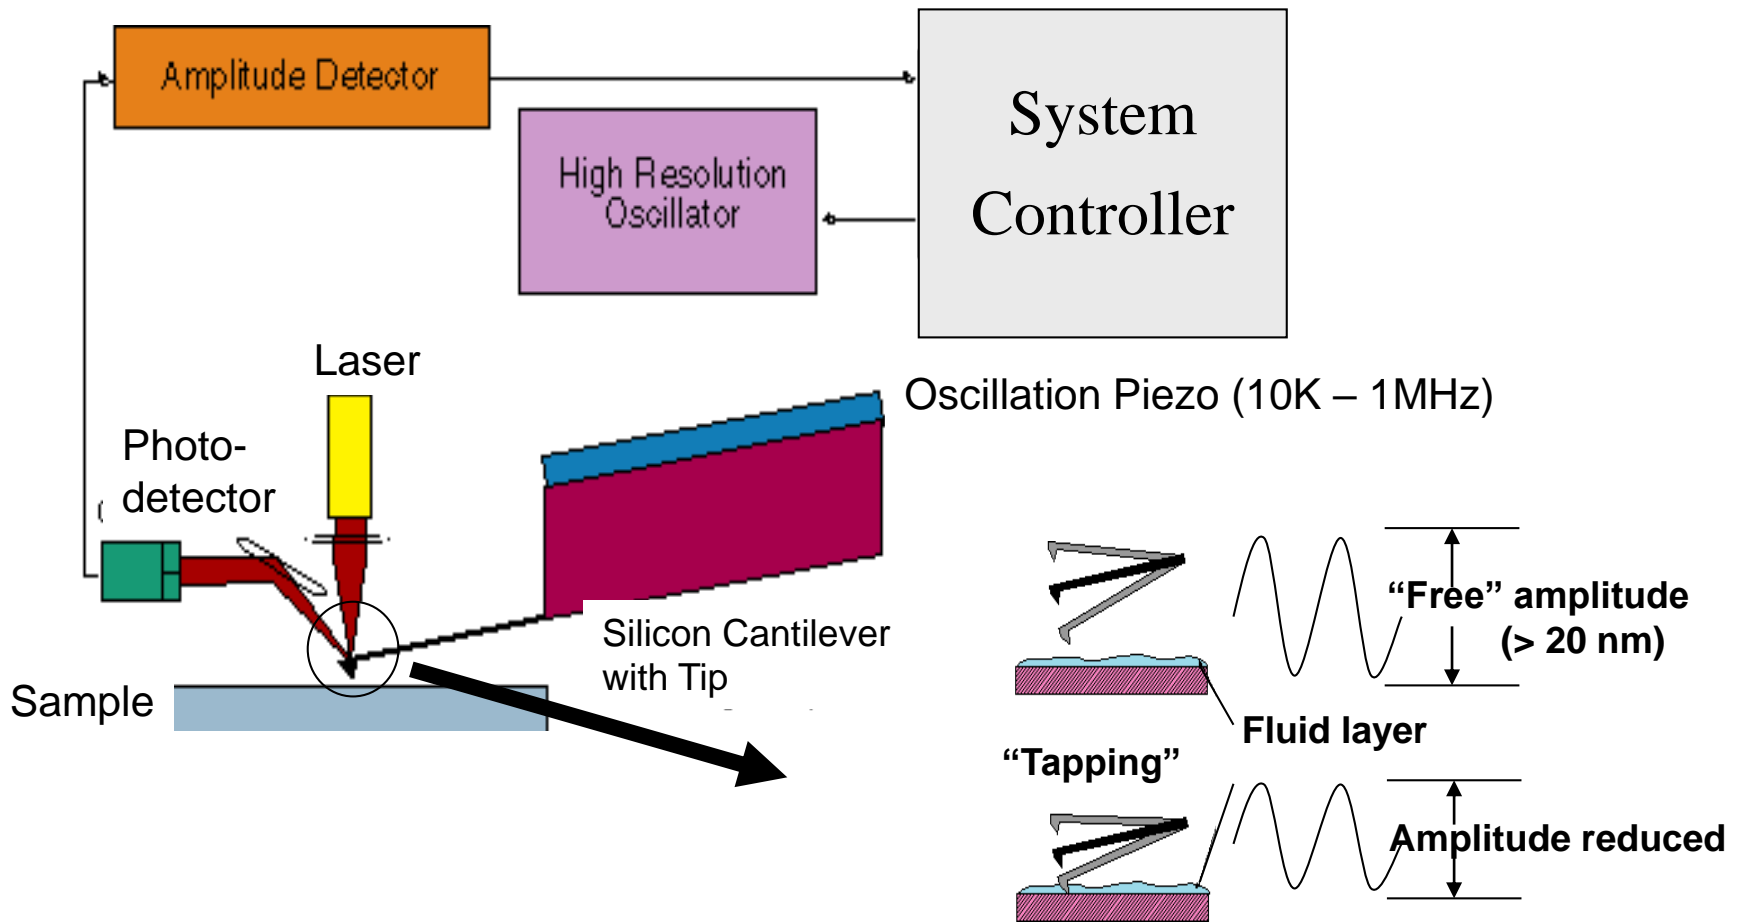 Amplitude Detector
High Resolution
Oscillator
System
Controller
Laser
Oscillation Piezo (10K – 1MHz)
Photo-
detector
Silicon Cantilever
with Tip
Sample
“Free” amplitude
(> 20 nm)
Fluid layer
“Tapping”
Amplitude reduced